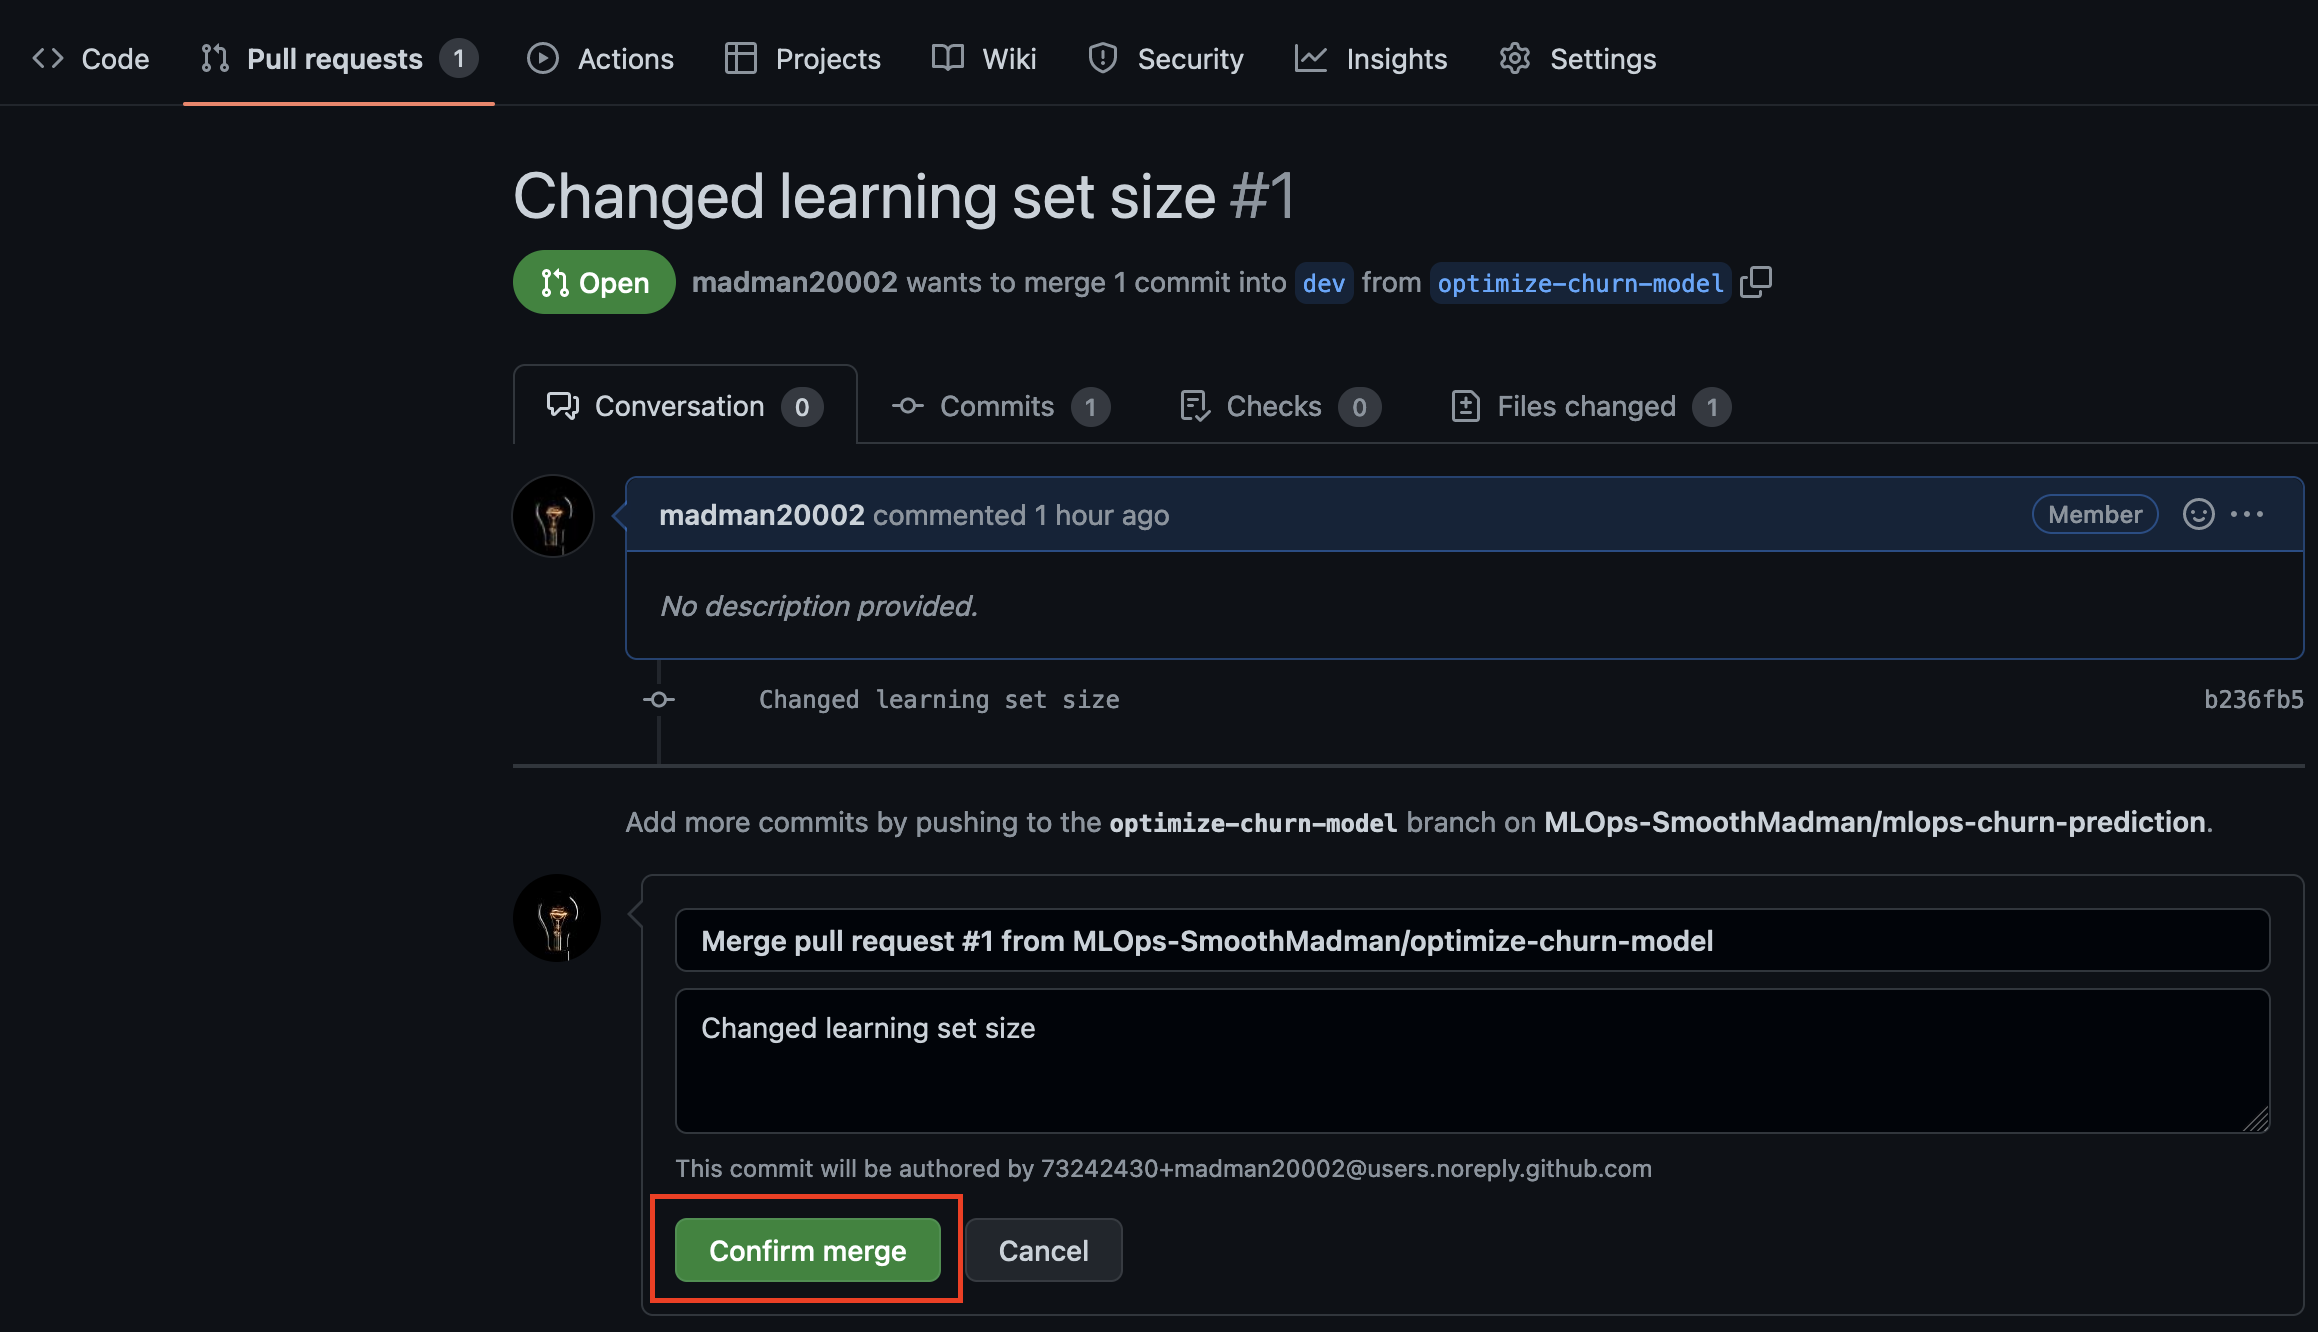 Code Pull requests 1 Actions Projects Wiki Security Insights Settings
Changed learning set size #1
Open madman20002 wants to merge 1 commit into dev from optimize-churn-model
Conversation 0 Commits 1 Checks 0 Files changed 1
madman20002 commented 1 hour ago Member
No description provided.
Changed learning set size b236fb5
Add more commits by pushing to the optimize-churn-model branch on MLOps-SmoothMadman/mlops-churn-prediction.
Merge pull request #1 from MLOps-SmoothMadman/optimize-churn-model
Changed learning set size
This commit will be authored by 73242430+madman20002@users.noreply.github.com
Confirm merge Cancel